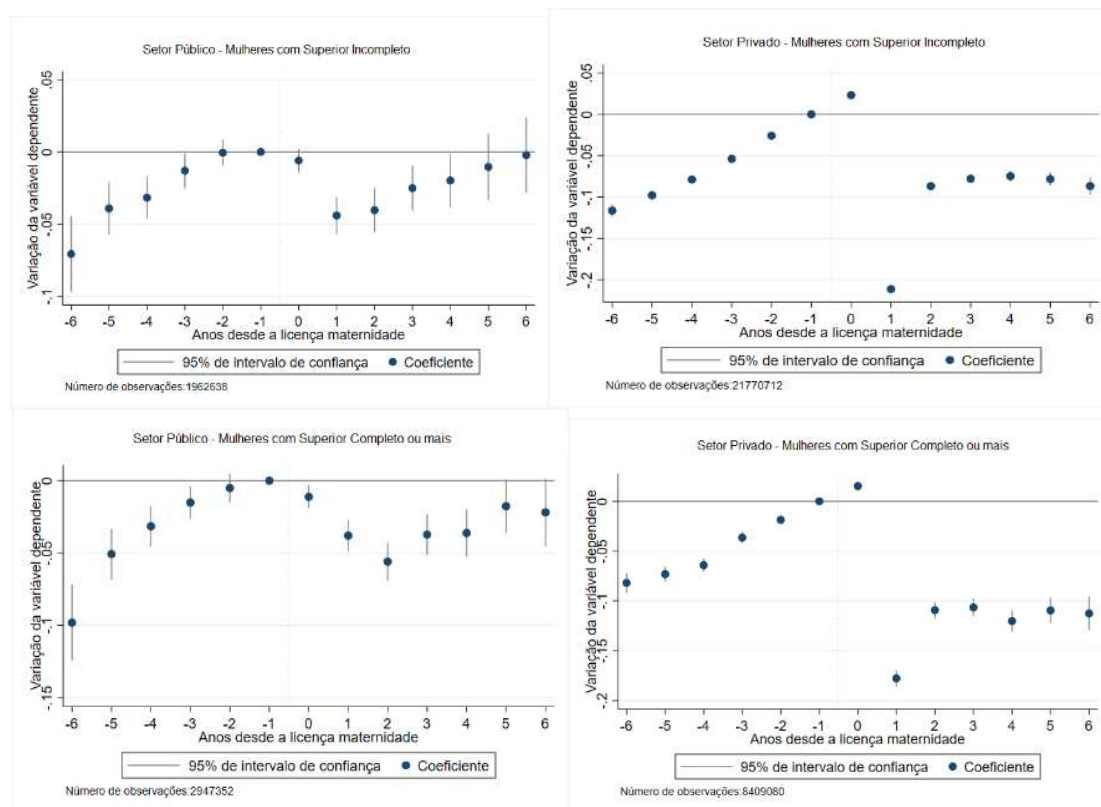 Setor Público - Mulheres com Superior Incompleto
Variação da variável dependente
.05
0
-.05
-.1
-6 -5 -4 -3 -2 -1 0 1 2 3 4 5 6
Anos desde a licença maternidade
95% de intervalo de confiança Coeficiente
Número de observações:1962638
Setor Privado - Mulheres com Superior Incompleto
Variação da variável dependente
.05
0
-.05
-.1
-.15
-.2
-6 -5 -4 -3 -2 -1 0 1 2 3 4 5 6
Anos desde a licença maternidade
95% de intervalo de confiança Coeficiente
Número de observações:21770712
Setor Público - Mulheres com Superior Completo ou mais
Variação da variável dependente
0
-.05
-.1
-.15
-6 -5 -4 -3 -2 -1 0 1 2 3 4 5 6
Anos desde a licença maternidade
95% de intervalo de confiança Coeficiente
Número de observações:2947352
Setor Privado - Mulheres com Superior Completo ou mais
Variação da variável dependente
0
-.05
-.1
-.15
-.2
-6 -5 -4 -3 -2 -1 0 1 2 3 4 5 6
Anos desde a licença maternidade
95% de intervalo de confiança Coeficiente
Número de observações:8409080